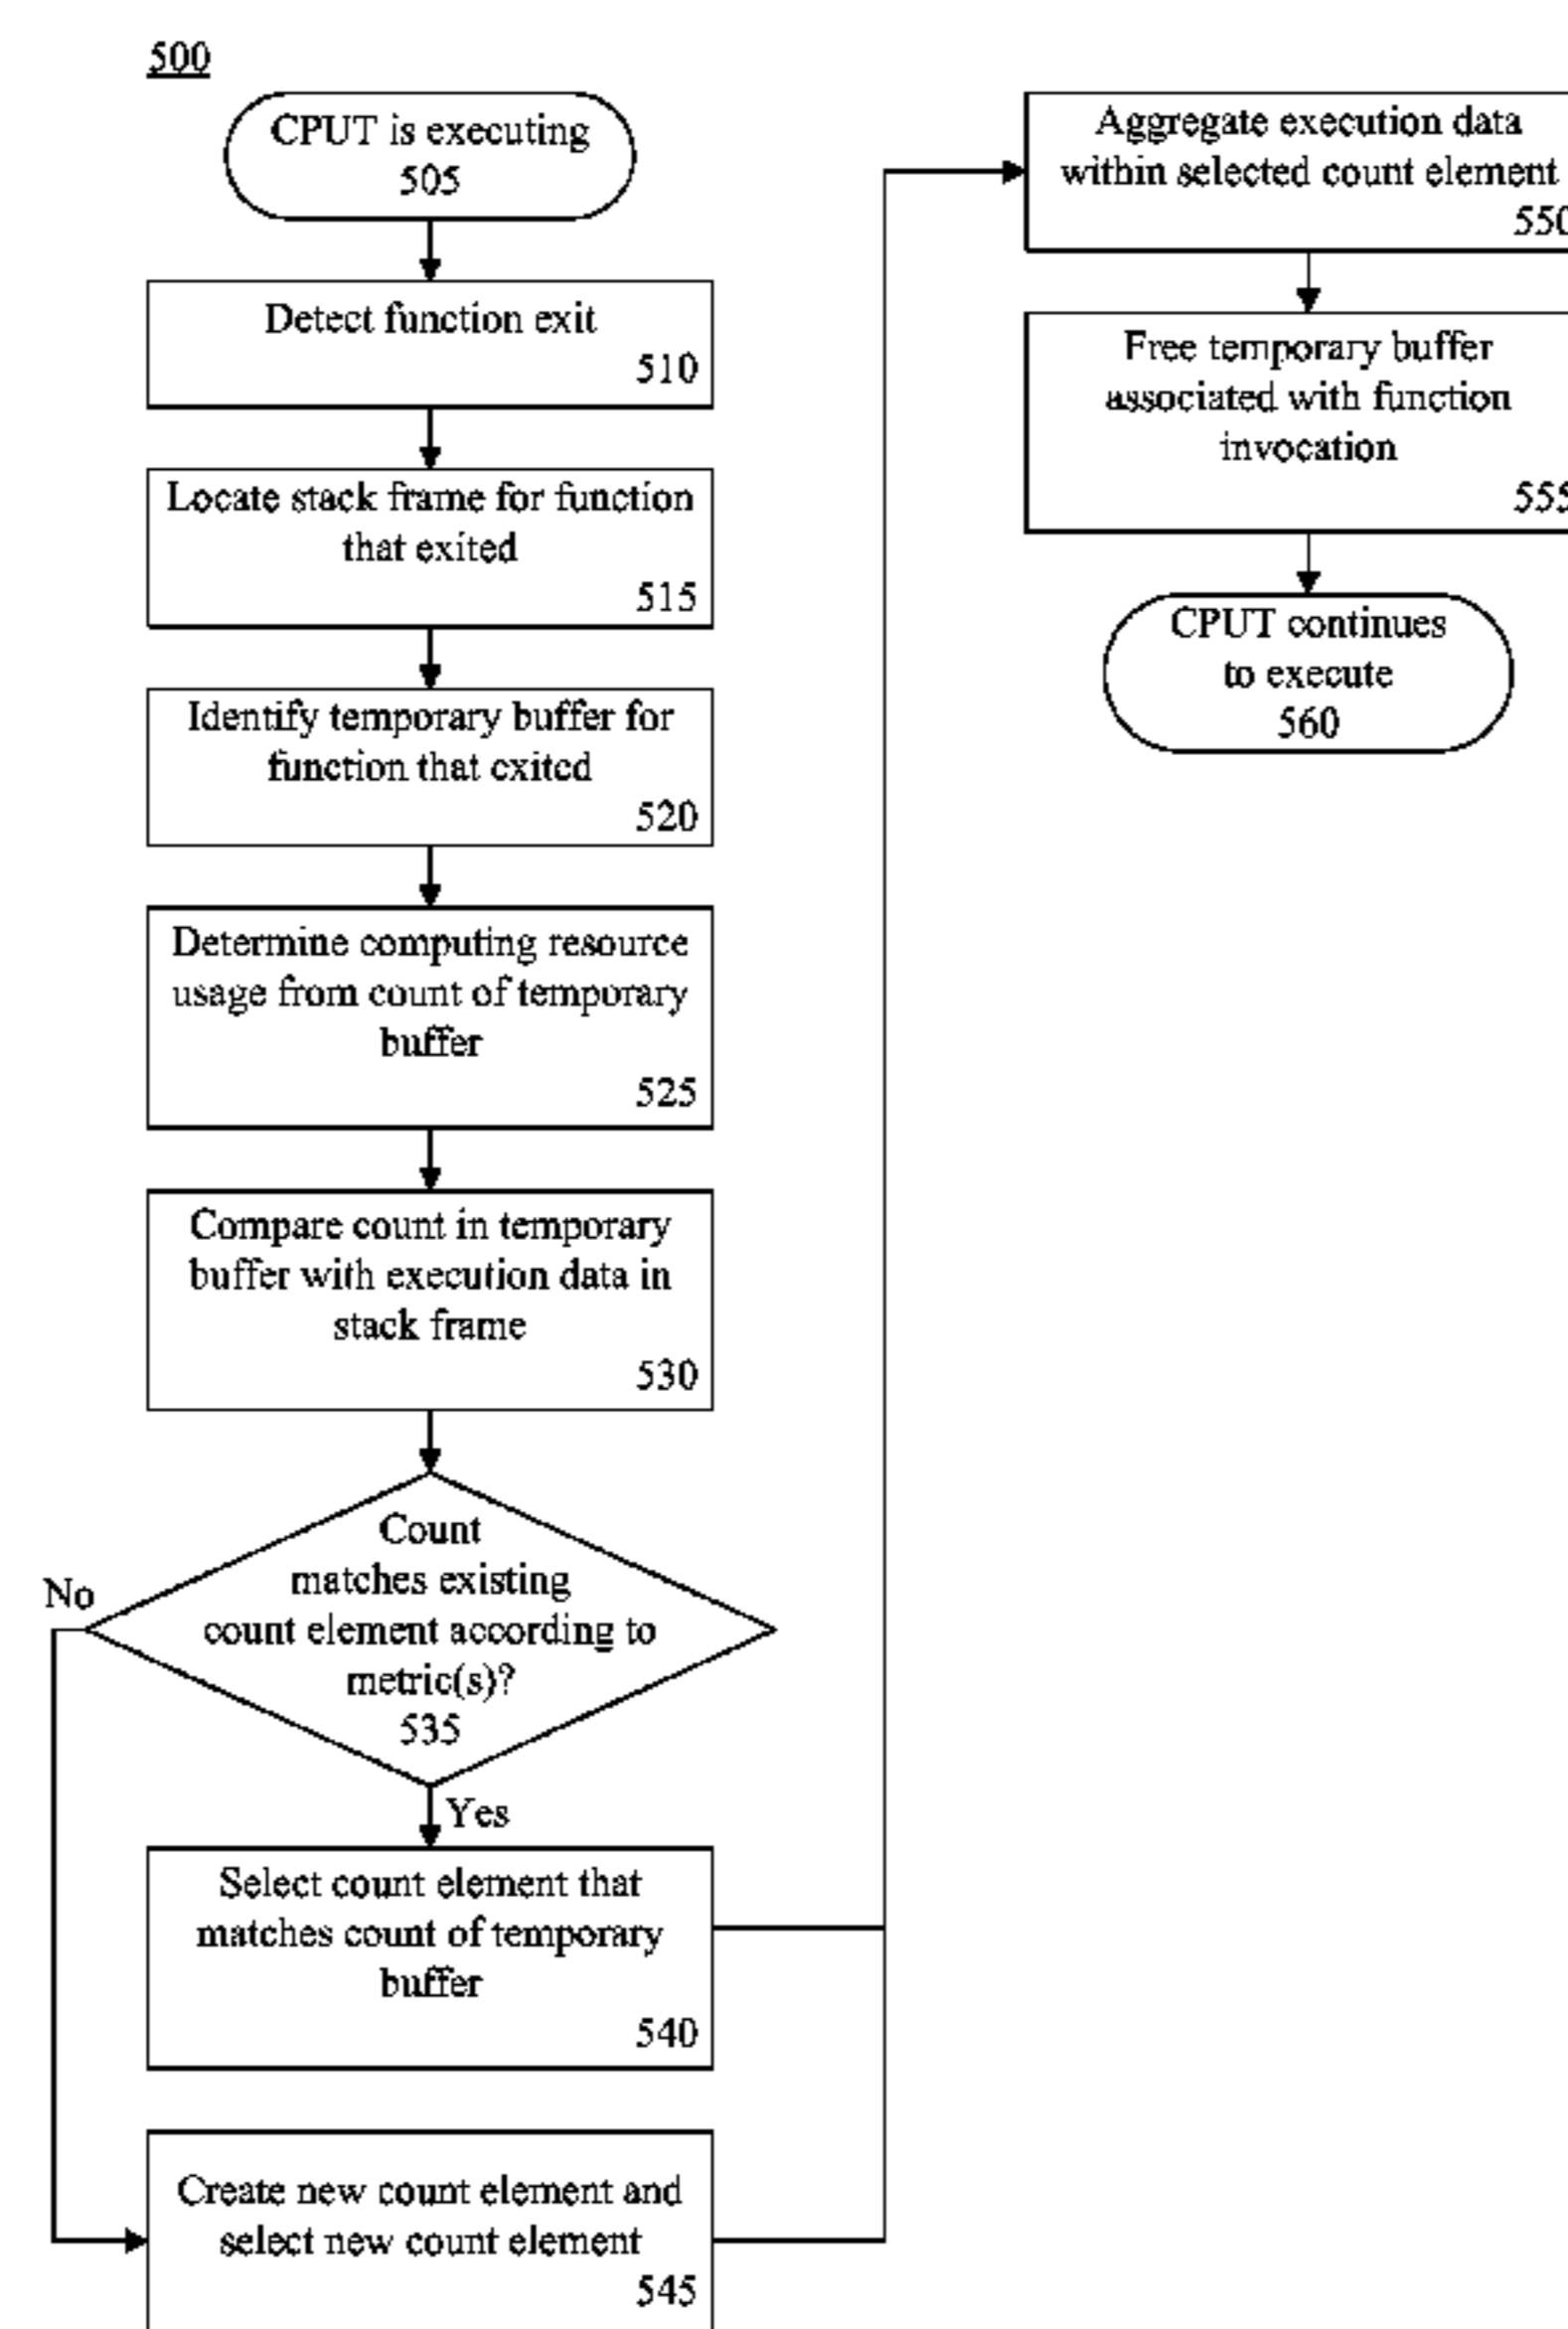 500
CPUT is executing
505
Detect function exit
510
Locate stack frame for function
that exited
515
Identify temporary buffer for
function that exited
520
Determine computing resource
usage from count of temporary
buffer
525
Compare count in temporary
buffer with execution data in
stack frame
530
Count
matches existing
count element according to
metric(s)?
535
No
Yes
Select count element that
matches count of temporary
buffer
540
Create new count element and
select new count element
545
Aggregate execution data
within selected count element
550
Free temporary buffer
associated with function
invocation
555
CPUT continues
to execute
560